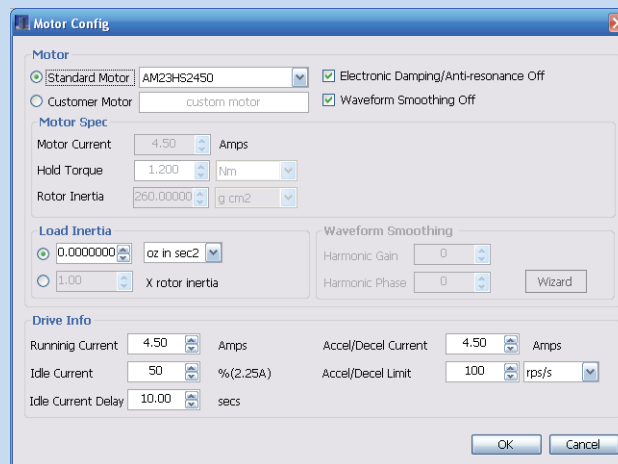 Motor Config
Motor
Standard Motor AM23HS2450 Electronic Damping/Anti-resonance Off
Customer Motor custom motor Waveform Smoothing Off
Motor Spec
Motor Current 4.50 Amps
Hold Torque 1.200 Nm
Rotor Inertia 260.00000 g cm2
Load Inertia Waveform Smoothing
0.0000000 oz in sec2 Harmonic Gain 0
1.00 X rotor inertia Harmonic Phase 0 Wizard
Drive Info
Runninig Current 4.50 Amps Accel/Decel Current 4.50 Amps
Idle Current 50 %(2.25A) Accel/Decel Limit 100 rps/s
Idle Current Delay 10.00 secs
OK Cancel